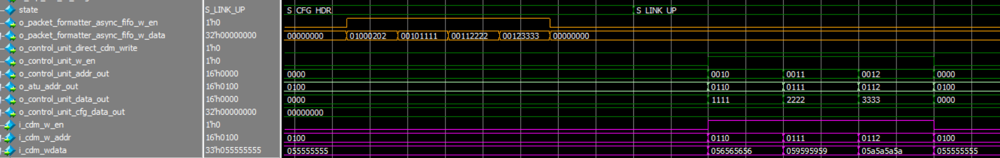 state S_LINK_UP S_CFG_HDR S_LINK_UP
o_packet_formatter_async_fifo_w_en 1'h0
o_packet_formatter_async_fifo_w_data 32'h00000000 00000000 01000202 00101111 00112222 00123333 00000000
o_control_unit_direct_cdm_write 1'h0
o_control_unit_w_en 1'h0
o_control_unit_addr_out 16'h0000 0000 0010 0011 0012 0000
o_atu_addr_out 16'h0100 0100 0110 0111 0112 0100
o_control_unit_data_out 16'h0000 0000 1111 2222 3333 0000
o_control_unit_cfg_data_out 32'h00000000 00000000
i_cdm_w_en 1'h0
i_cdm_w_addr 16'h0100 0100 0110 0111 0112 0100
i_cdm_wdata 33'h055555555 055555555 056565656 059595959 05a5a5a5a 055555555